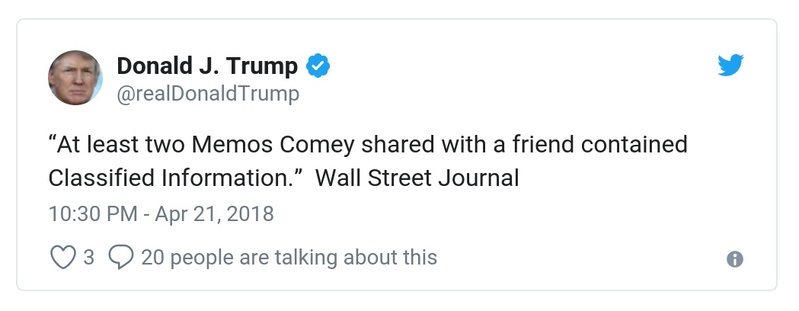 Donald J. Trump
@realDonaldTrump
“At least two Memos Comey shared with a friend contained
Classified Information.”  Wall Street Journal
10:30 PM - Apr 21, 2018
3 20 people are talking about this